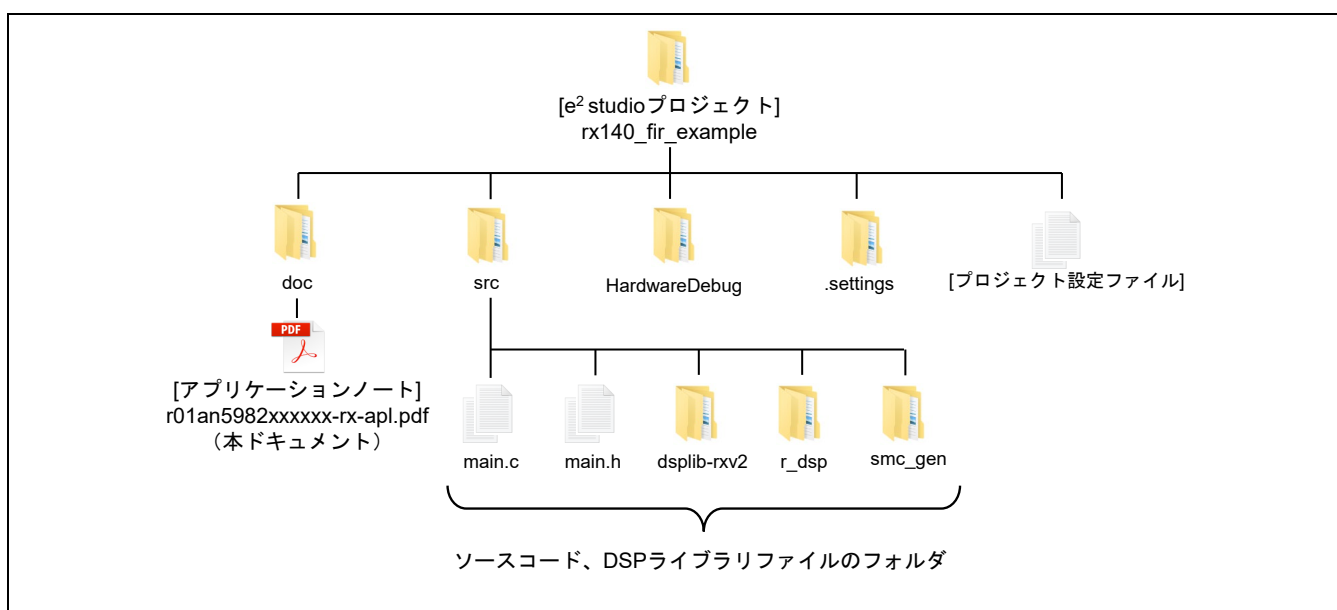 [e² studioプロジェクト]
rx140_fir_example
doc
src
HardwareDebug
.settings
[プロジェクト設定ファイル]
PDF
[アプリケーションノート]
r01an5982xxxxxx-rx-apl.pdf
（本ドキュメント）
main.c
main.h
dsplib-rxv2
r_dsp
smc_gen
ソースコード、DSPライブラリファイルのフォルダ